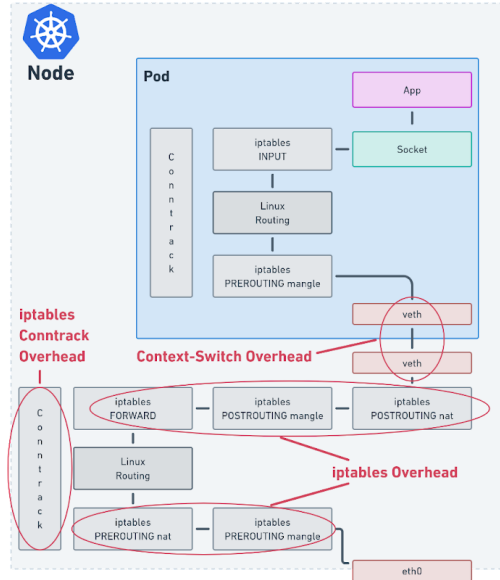 Node
Pod
App
Conntrack
iptables
INPUT
Socket
Linux
Routing
iptables
PREROUTING mangle
veth
iptables
Conntrack
Overhead
Context-Switch Overhead
veth
Conntrack
iptables
FORWARD
iptables
POSTROUTING mangle
iptables
POSTROUTING nat
Linux
Routing
iptables Overhead
iptables
PREROUTING nat
iptables
PREROUTING mangle
eth0